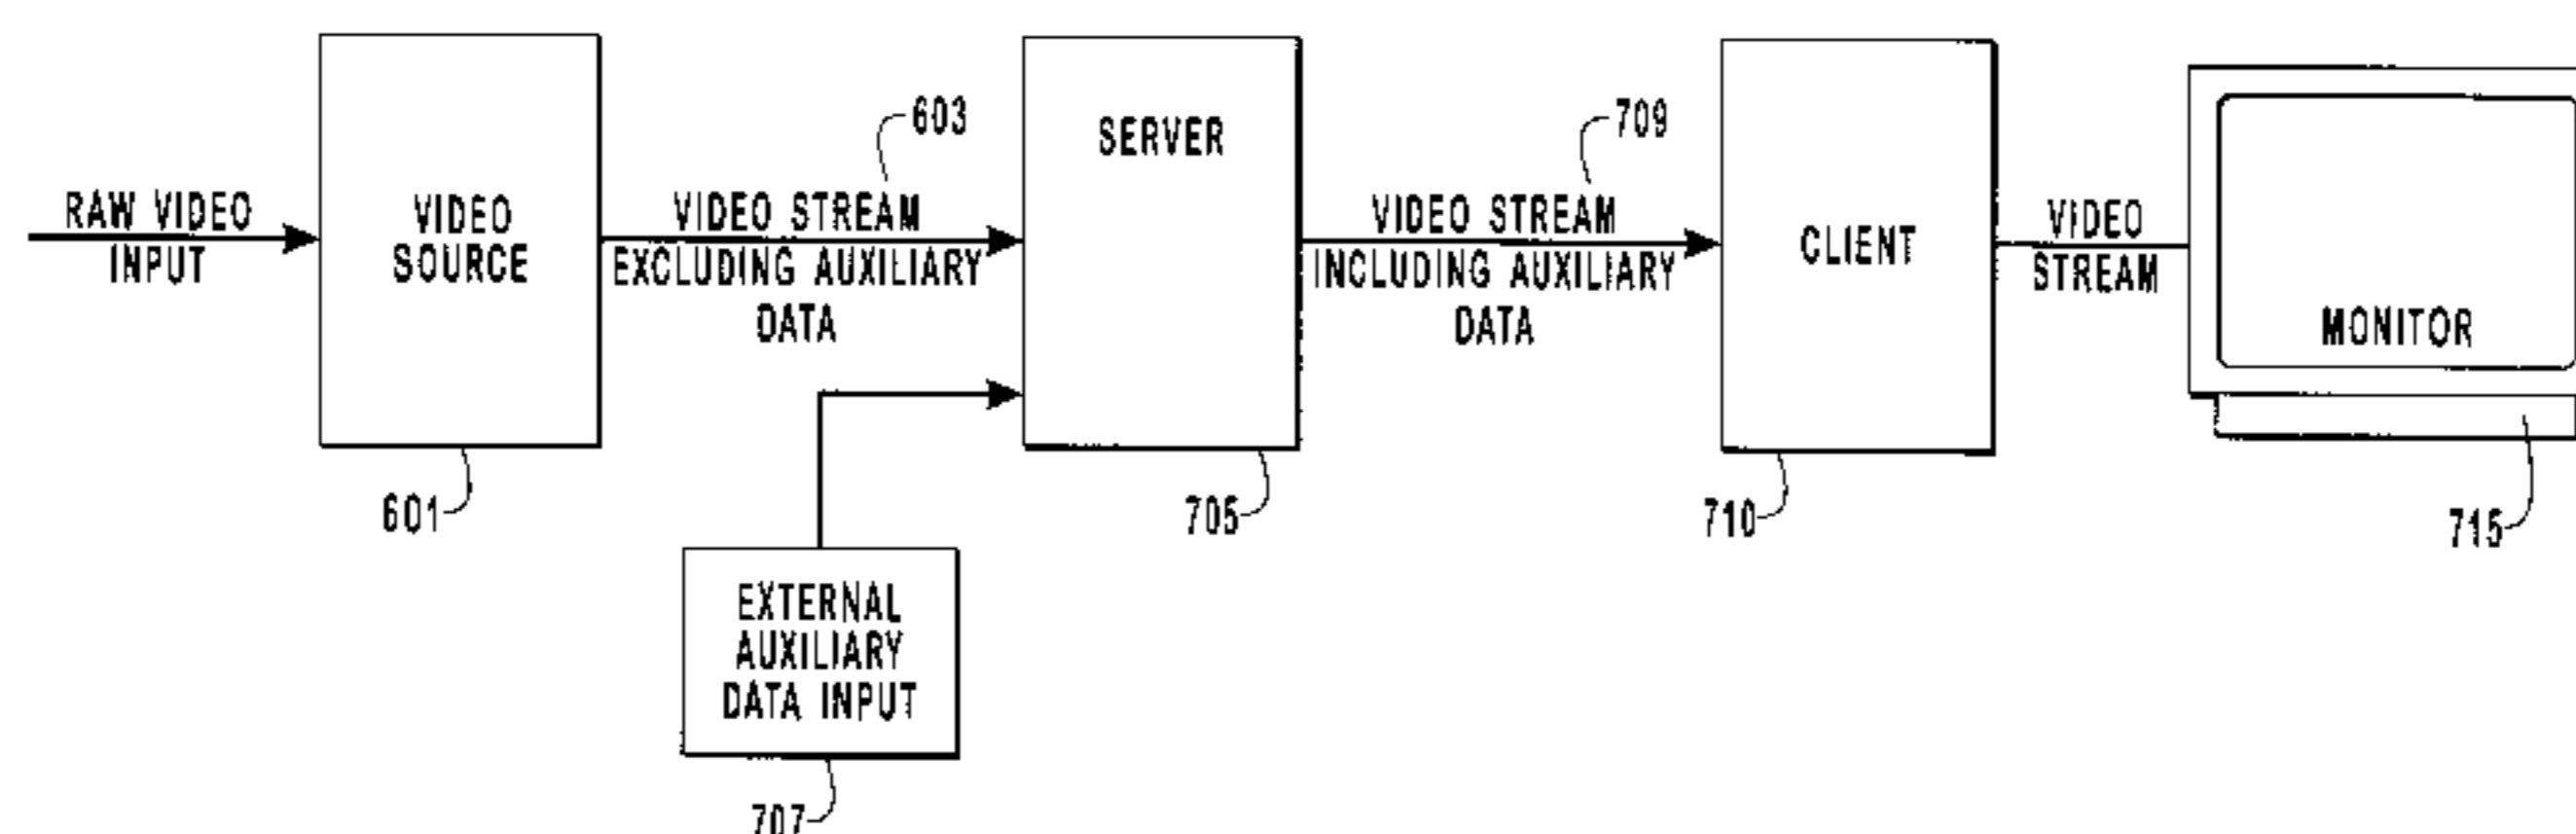 RAW VIDEO
INPUT
VIDEO
SOURCE
601
603
VIDEO STREAM
EXCLUDING AUXILIARY
DATA
SERVER
705
EXTERNAL
AUXILIARY
DATA INPUT
707
709
VIDEO STREAM
INCLUDING AUXILIARY
DATA
CLIENT
710
VIDEO
STREAM
MONITOR
715